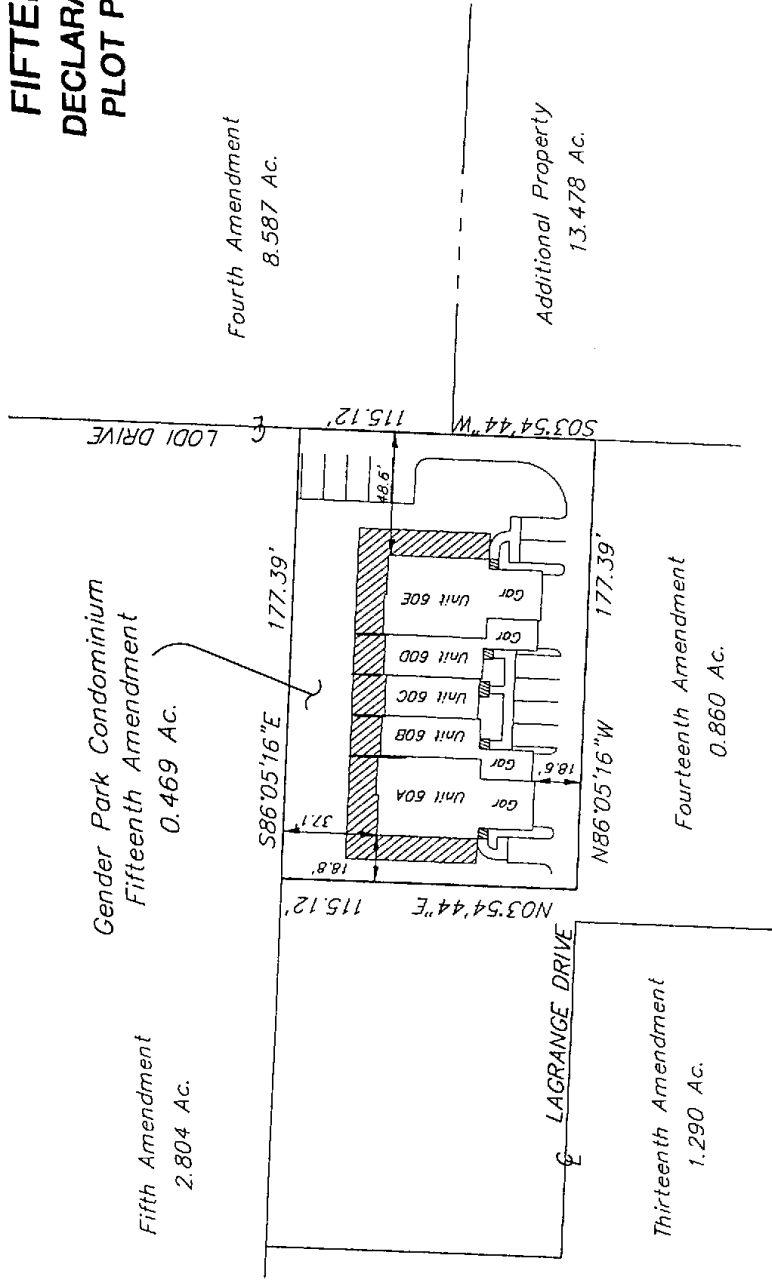 FIFTE
DECLARA
PLOT P
Gender Park Condominium
Fifteenth Amendment
0.469 Ac.
Fifth Amendment
2.804 Ac.
Fourth Amendment
8.587 Ac.
Additional Property
13.478 Ac.
LODI DRIVE
S86°05'16"E
177.39'
115.12'
S03°54'44"W
48.6'
37.1'
18.8'
115.12'
N03°54'44"E
Unit 60A
Unit 60B
Unit 60C
Unit 60D
Unit 60E
Gar
Gar
Gar
Gar
18.6'
N86°05'16"W
177.39'
LAGRANGE DRIVE
Thirteenth Amendment
1.290 Ac.
Fourteenth Amendment
0.860 Ac.